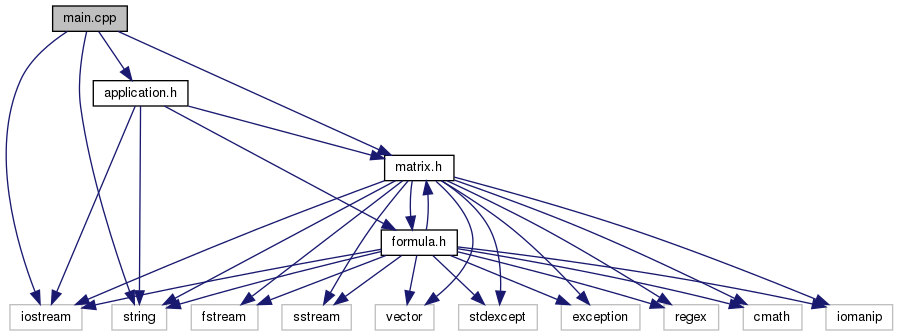 main.cpp
application.h
matrix.h
formula.h
iostream
string
fstream
sstream
vector
stdexcept
exception
regex
cmath
iomanip